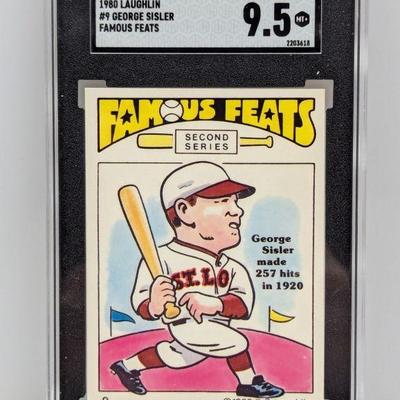 1980 LAUGHLIN
#9 GEORGE SISLER
FAMOUS FEATS
9.5
MT+
2203618
FAMOUS FEATS
SECOND
SERIES
George
Sisler
made
257 hits
in 1920
ST. LO